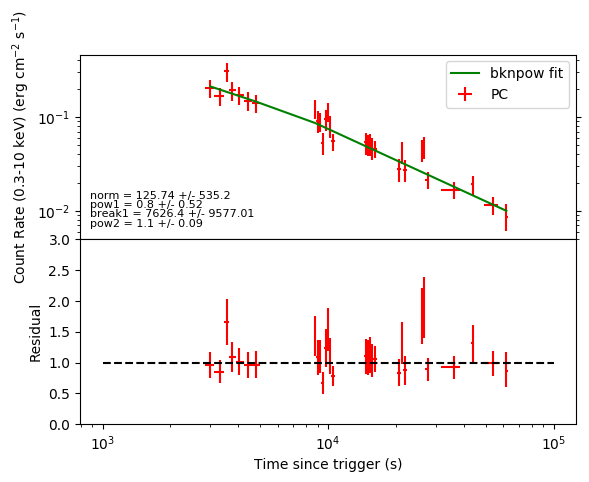 Count Rate (0.3-10 keV) (erg cm⁻² s⁻¹)
10⁻¹
10⁻²
bknpow fit
PC
norm = 125.74 +/- 535.2
pow1 = 0.8 +/- 0.52
break1 = 7626.4 +/- 9577.01
pow2 = 1.1 +/- 0.09
Residual
3.0
2.5
2.0
1.5
1.0
0.5
0.0
10³
10⁴
10⁵
Time since trigger (s)